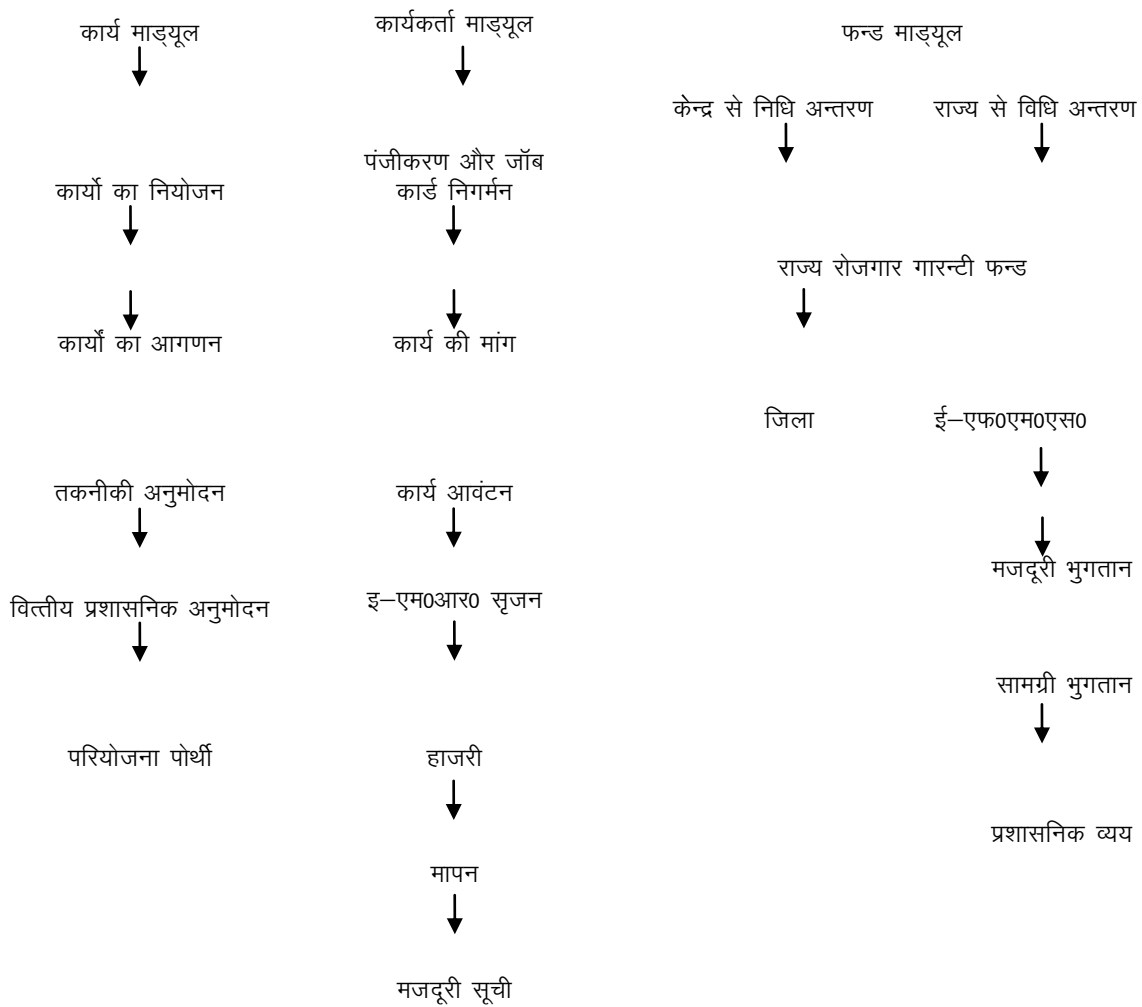 कार्य माड्यूल
कार्यों का नियोजन
कार्यों का आगणन
तकनीकी अनुमोदन
वित्तीय प्रशासनिक अनुमोदन
परियोजना पोर्थी
कार्यकर्ता माड्यूल
पंजीकरण और जॉब
कार्ड निगर्मन
कार्य की मांग
कार्य आवंटन
इ–एम0आर0 सृजन
हाजरी
मापन
मजदूरी सूची
फन्ड माड्यूल
केन्द्र से निधि अन्तरण
राज्य से विधि अन्तरण
राज्य रोजगार गारन्टी फन्ड
जिला
ई–एफ0एम0एस0
मजदूरी भुगतान
सामग्री भुगतान
प्रशासनिक व्यय